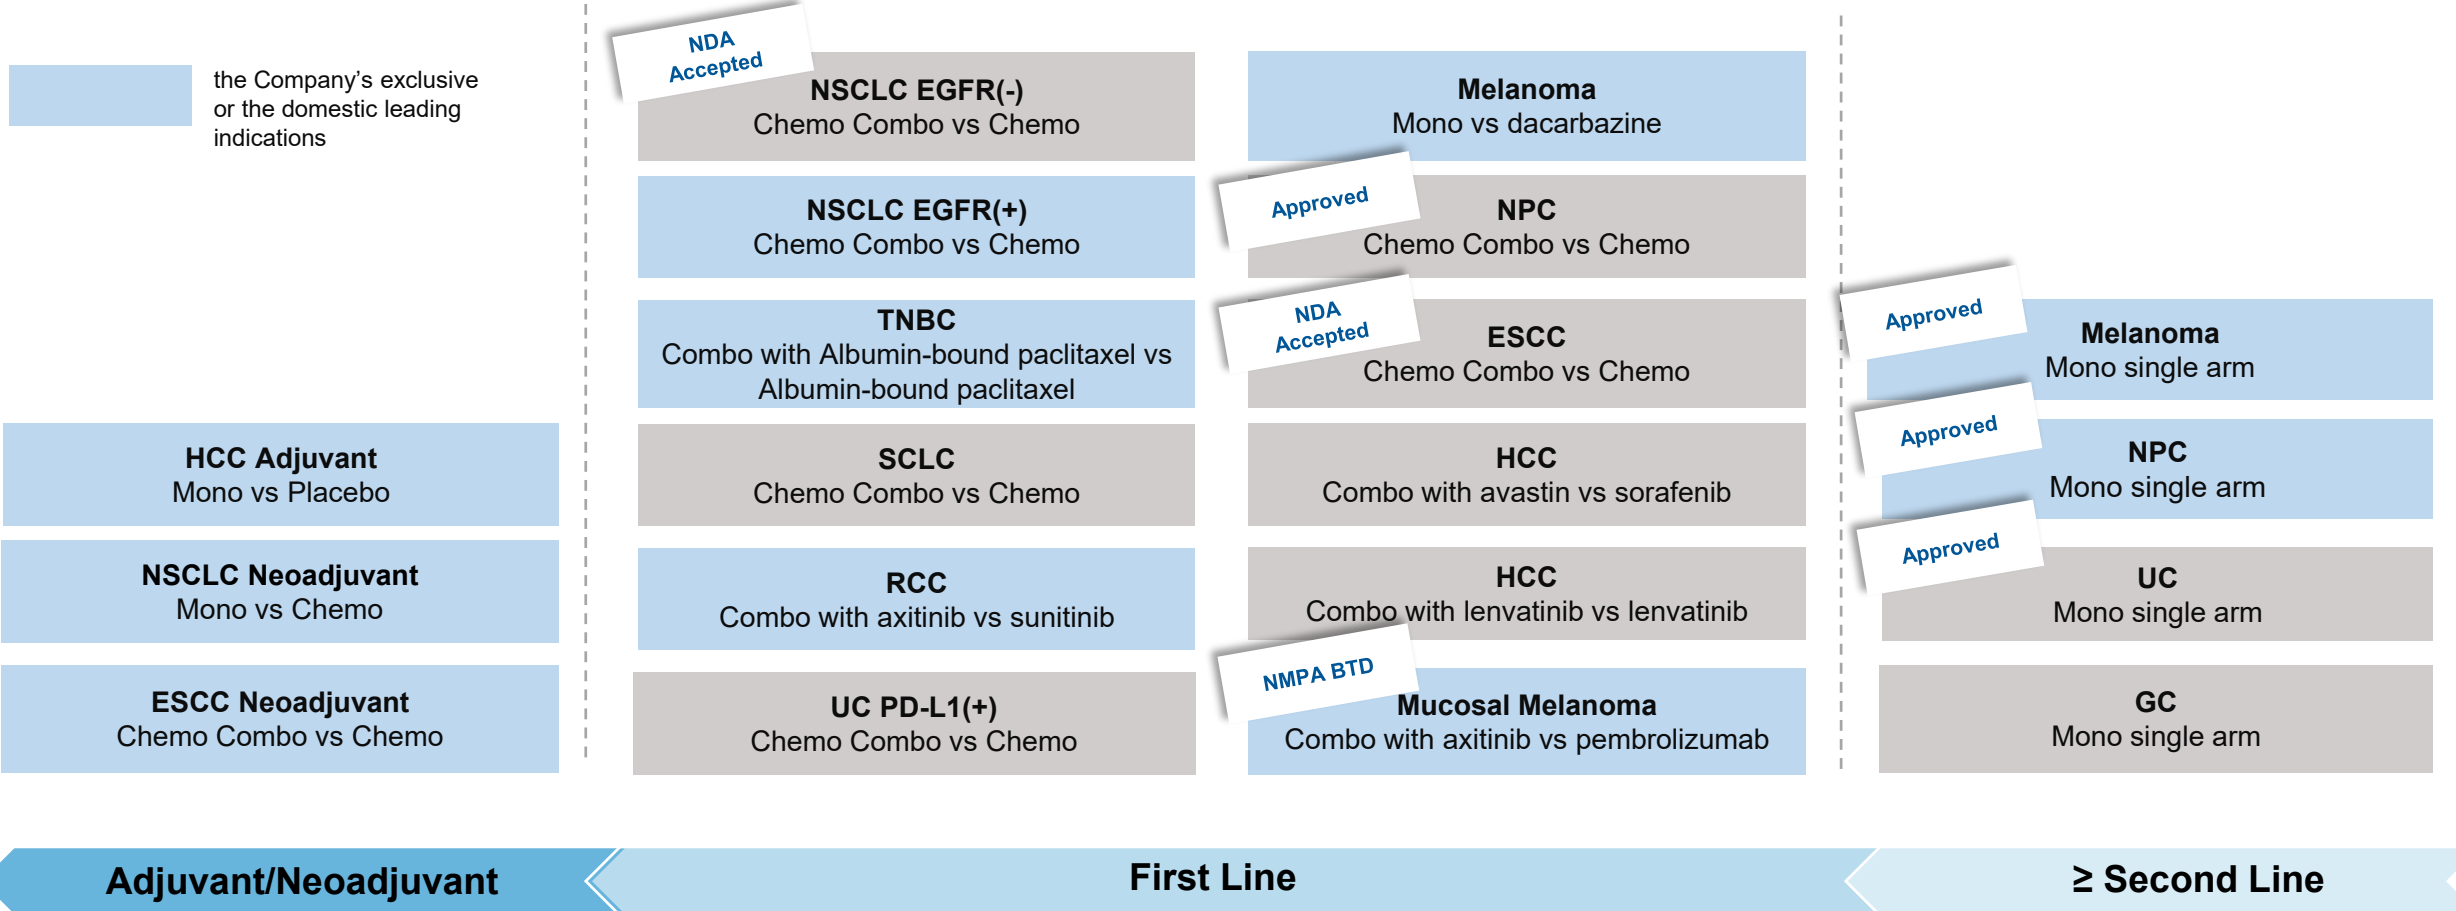 the Company's exclusive
or the domestic leading
indications
HCC Adjuvant
Mono vs Placebo
NSCLC Neoadjuvant
Mono vs Chemo
ESCC Neoadjuvant
Chemo Combo vs Chemo
NDA
Accepted
NSCLC EGFR(-)
Chemo Combo vs Chemo
NSCLC EGFR(+)
Chemo Combo vs Chemo
TNBC
Combo with Albumin-bound paclitaxel vs
Albumin-bound paclitaxel
SCLC
Chemo Combo vs Chemo
RCC
Combo with axitinib vs sunitinib
UC PD-L1(+)
Chemo Combo vs Chemo
Melanoma
Mono vs dacarbazine
Approved
NPC
Chemo Combo vs Chemo
NDA
Accepted
ESCC
Chemo Combo vs Chemo
HCC
Combo with avastin vs sorafenib
HCC
Combo with lenvatinib vs lenvatinib
NMPA BTD
Mucosal Melanoma
Combo with axitinib vs pembrolizumab
Approved
Melanoma
Mono single arm
Approved
NPC
Mono single arm
Approved
UC
Mono single arm
GC
Mono single arm
Adjuvant/Neoadjuvant
First Line
≥ Second Line